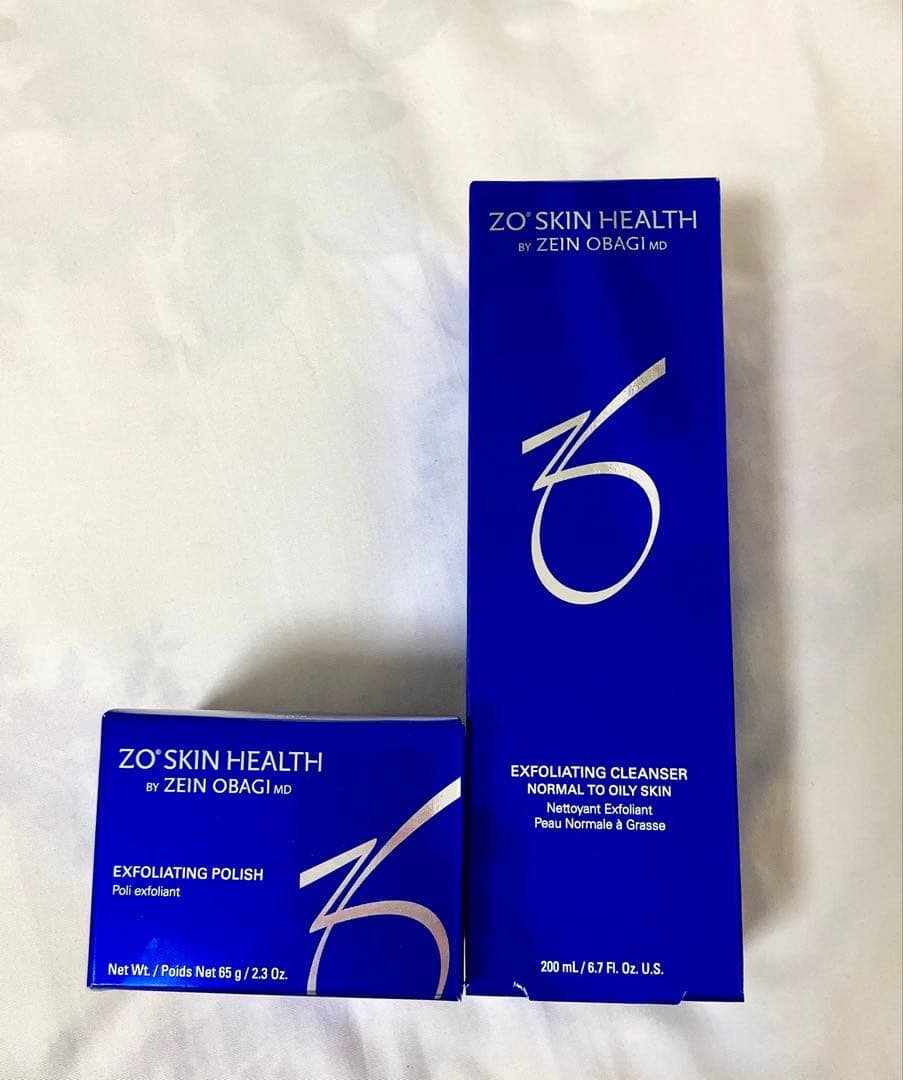 ZO® SKIN HEALTH
BY ZEIN OBAGI MD
EXFOLIATING CLEANSER
NORMAL TO OILY SKIN
Nettoyant Exfoliant
Peau Normale à Grasse
200 mL / 6.7 Fl. Oz. U.S.
ZO® SKIN HEALTH
BY ZEIN OBAGI MD
EXFOLIATING POLISH
Poli exfoliant
Net Wt. / Poids Net 65 g / 2.3 Oz.